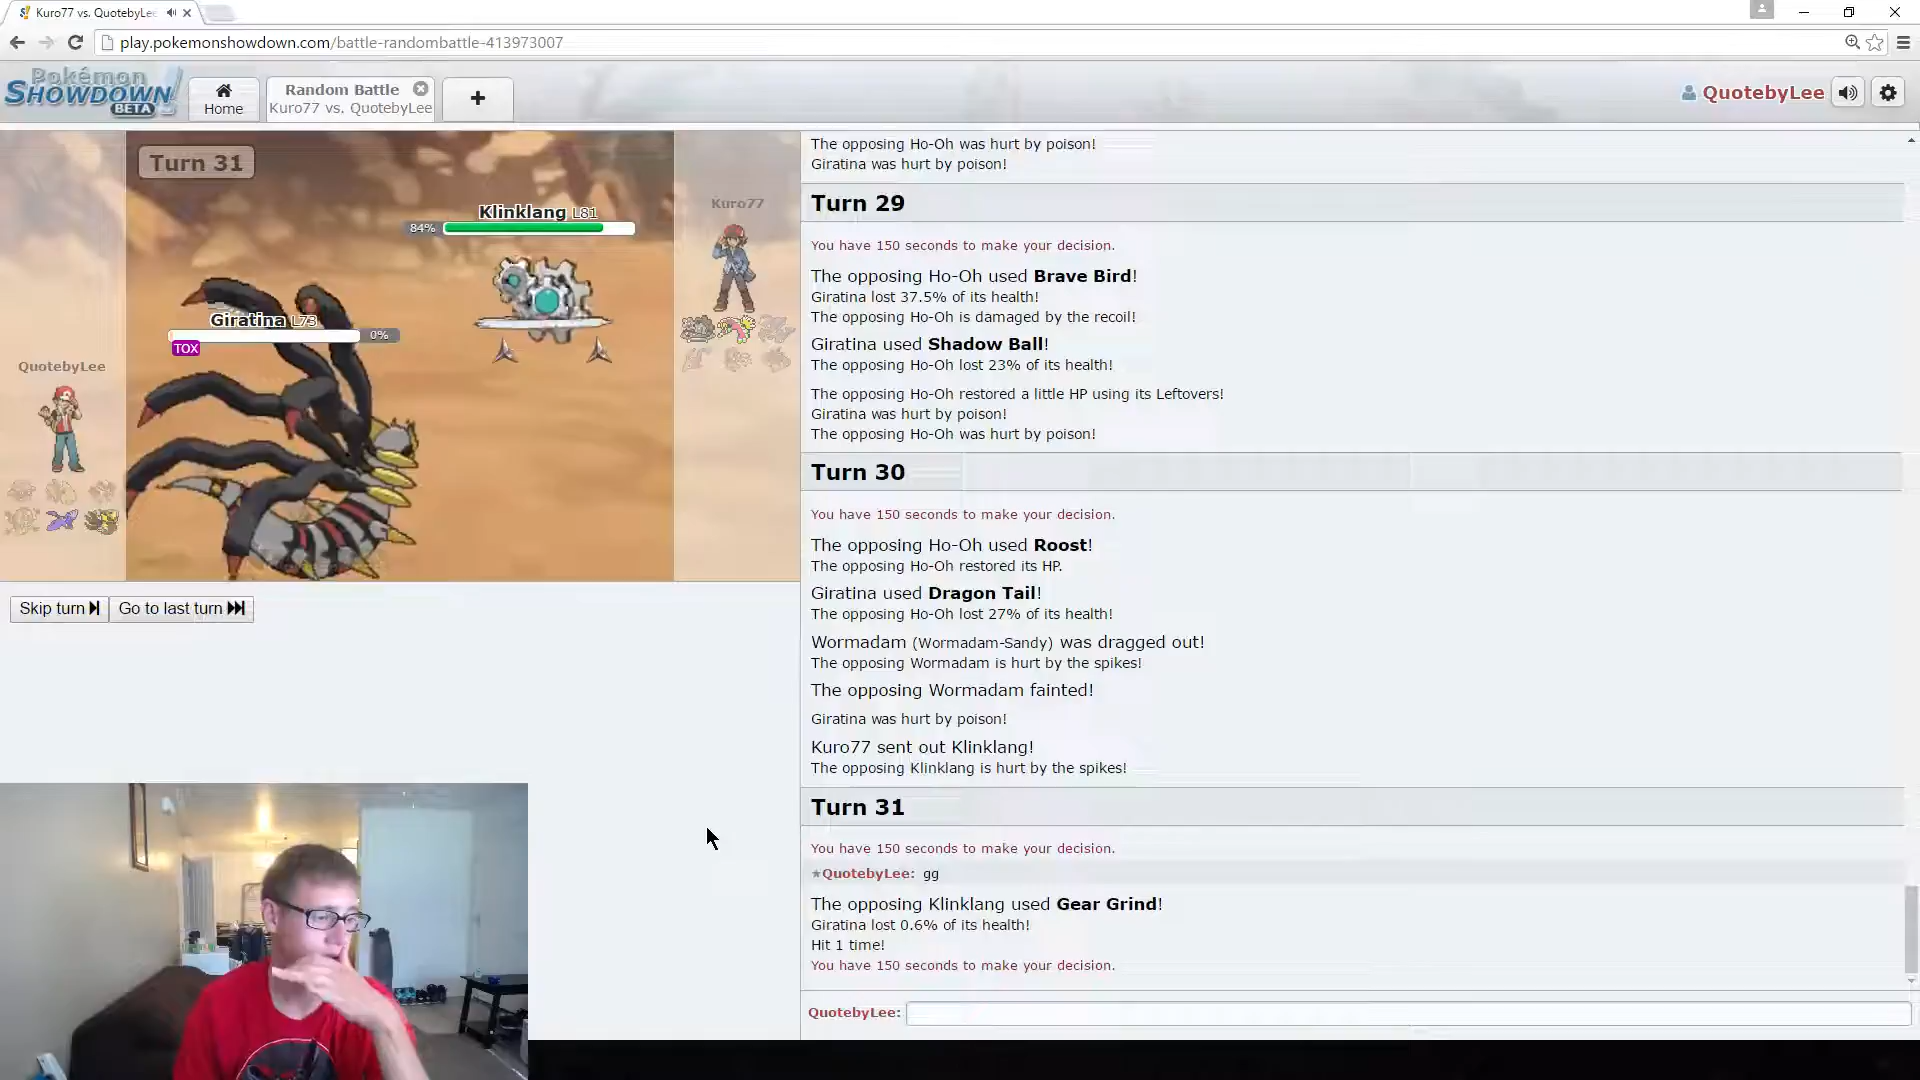 Kuro77 vs. QuotebyLee
play.pokemonshowdown.com/battle-randombattle-413973007
Pokémon
SHOWDOWN
BETA
Home
Random Battle
Kuro77 vs. QuotebyLee
QuotebyLee
Turn 31
Klinklang L81
84%
Giratina L73
0%
TOX
Kuro77
QuotebyLee
Skip turn
Go to last turn
The opposing Ho-Oh was hurt by poison!
Giratina was hurt by poison!
Turn 29
You have 150 seconds to make your decision.
The opposing Ho-Oh used Brave Bird!
Giratina lost 37.5% of its health!
The opposing Ho-Oh is damaged by the recoil!
Giratina used Shadow Ball!
The opposing Ho-Oh lost 23% of its health!
The opposing Ho-Oh restored a little HP using its Leftovers!
Giratina was hurt by poison!
The opposing Ho-Oh was hurt by poison!
Turn 30
You have 150 seconds to make your decision.
The opposing Ho-Oh used Roost!
The opposing Ho-Oh restored its HP.
Giratina used Dragon Tail!
The opposing Ho-Oh lost 27% of its health!
Wormadam (Wormadam-Sandy) was dragged out!
The opposing Wormadam is hurt by the spikes!
The opposing Wormadam fainted!
Giratina was hurt by poison!
Kuro77 sent out Klinklang!
The opposing Klinklang is hurt by the spikes!
Turn 31
You have 150 seconds to make your decision.
★QuotebyLee: gg
The opposing Klinklang used Gear Grind!
Giratina lost 0.6% of its health!
Hit 1 time!
You have 150 seconds to make your decision.
QuotebyLee: